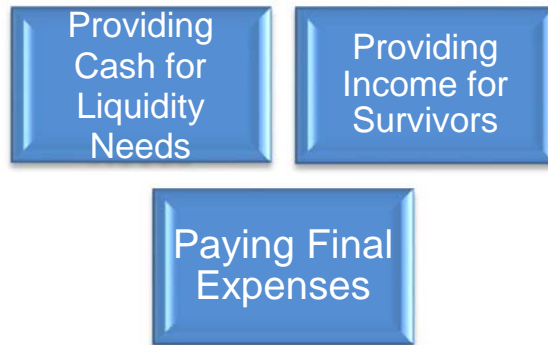 Providing
Cash for
Liquidity
Needs
Providing
Income for
Survivors
Paying Final
Expenses